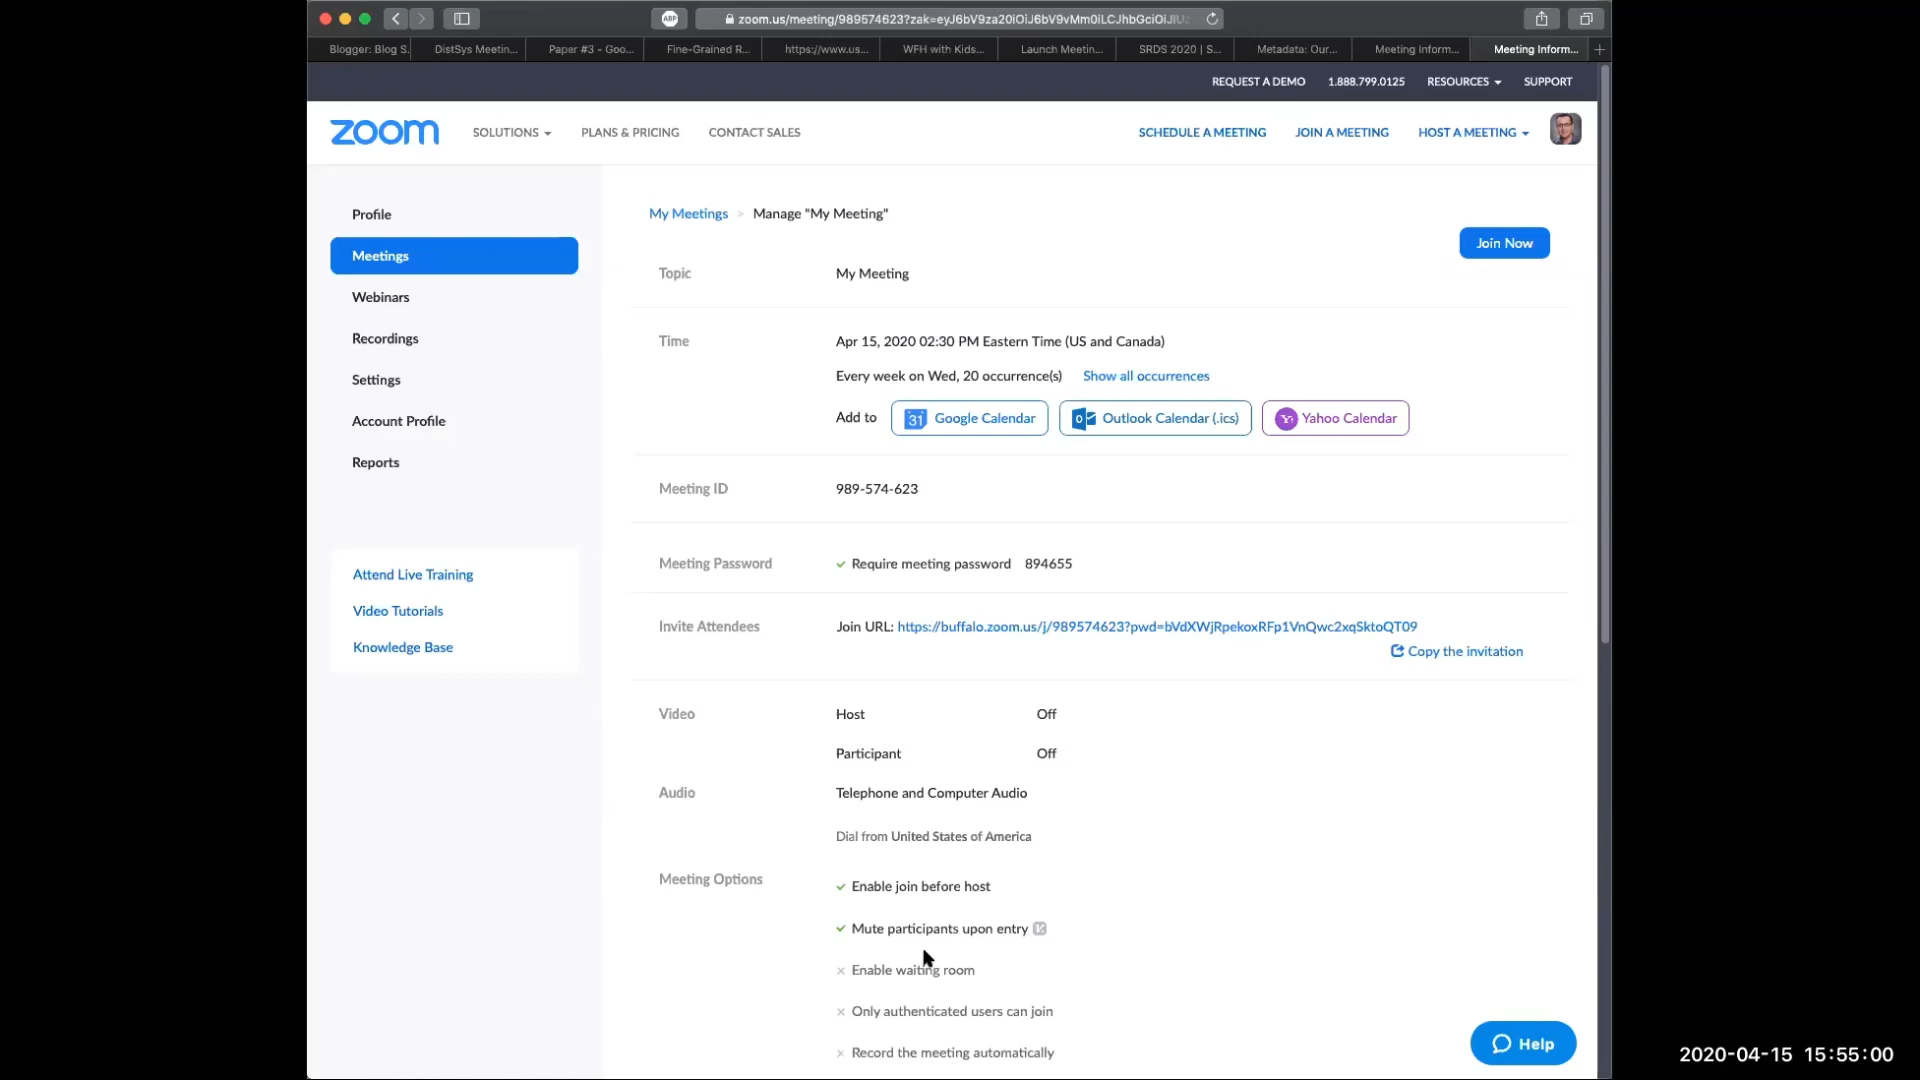 ABP
zoom.us/meeting/989574623?zak=
Blogger: Blog S.
DistSys Meetin...
Paper #3 - Goo...
Fine-Grained R...
https://www.us...
WFH with Kids...
Launch Meetin...
SRDS 2020 | S...
Metadata: Our...
Meeting Inform...
Meeting Inform...
REQUEST A DEMO
1.888.799.0125
RESOURCES
SUPPORT
zoom
SOLUTIONS
PLANS & PRICING
CONTACT SALES
SCHEDULE A MEETING
JOIN A MEETING
HOST A MEETING
Profile
Meetings
Webinars
Recordings
Settings
Account Profile
Reports
Attend Live Training
Video Tutorials
Knowledge Base
My Meetings > Manage "My Meeting"
Join Now
Topic My Meeting
Time Apr 15, 2020 02:30 PM Eastern Time (US and Canada)
Every week on Wed, 20 occurrence(s) Show all occurrences
Add to 31 Google Calendar Outlook Calendar (.ics) Yahoo Calendar
Meeting ID 989-574-623
Meeting Password Require meeting password 894655
Invite Attendees Join URL: https://buffalo.zoom.us/j/989574623?pwd=bVdXWjRpekoxRFp1VnQwc2xqSktoQT09
Copy the invitation
Video Host Off
Participant Off
Audio Telephone and Computer Audio
Dial from United States of America
Meeting Options Enable join before host
Mute participants upon entry
Enable waiting room
Only authenticated users can join
Record the meeting automatically
Help
2020-04-15 15:55:00